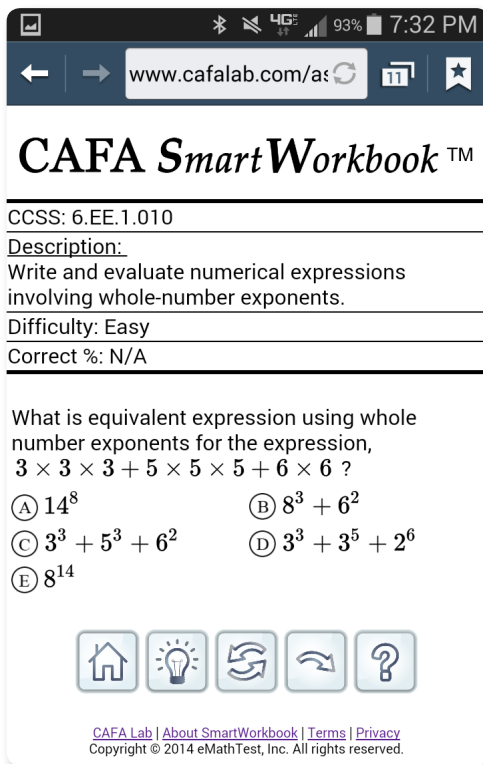 4GE 93% 7:32 PM
www.cafalab.com/as 11
CAFA SmartWorkbook ™
CCSS: 6.EE.1.010
Description:
Write and evaluate numerical expressions
involving whole-number exponents.
Difficulty: Easy
Correct %: N/A
What is equivalent expression using whole
number exponents for the expression,
3 × 3 × 3 + 5 × 5 × 5 + 6 × 6 ?
Ⓐ 14⁸ Ⓑ 8³ + 6²
Ⓒ 3³ + 5³ + 6² Ⓓ 3³ + 3⁵ + 2⁶
Ⓔ 8¹⁴
CAFA Lab | About SmartWorkbook | Terms | Privacy
Copyright © 2014 eMathTest, Inc. All rights reserved.